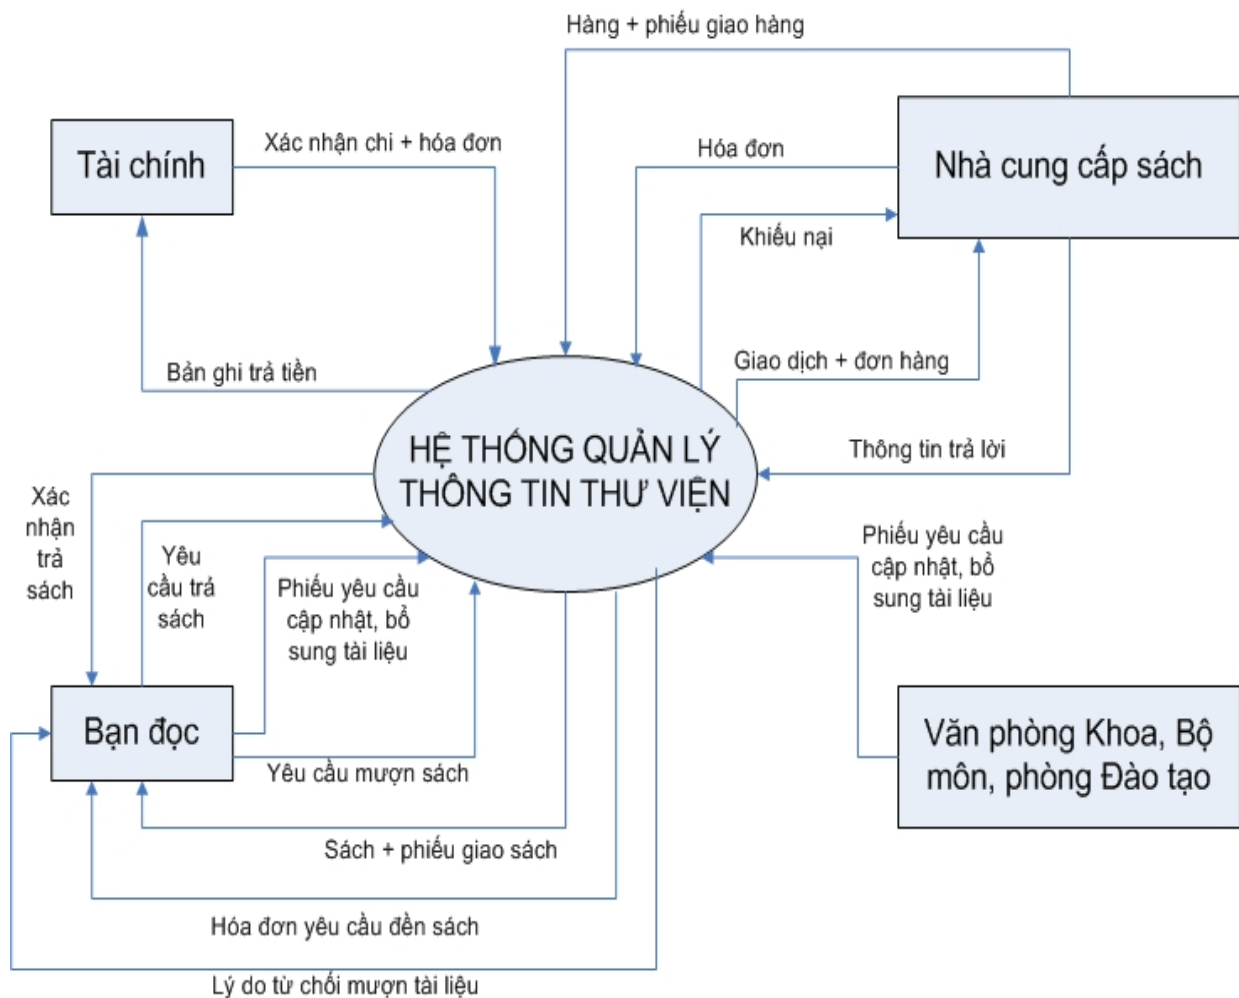 Hàng + phiếu giao hàng
Tài chính
Xác nhận chi + hóa đơn
Hóa đơn
Nhà cung cấp sách
Khiếu nại
Bản ghi trả tiền
Giao dịch + đơn hàng
HỆ THỐNG QUẢN LÝ
THÔNG TIN THƯ VIỆN
Thông tin trả lời
Xác
nhận
trả
sách
Yêu
cầu trả
sách
Phiếu yêu cầu
cập nhật, bổ
sung tài liệu
Phiếu yêu cầu
cập nhật, bổ
sung tài liệu
Bạn đọc
Yêu cầu mượn sách
Văn phòng Khoa, Bộ
môn, phòng Đào tạo
Sách + phiếu giao sách
Hóa đơn yêu cầu đền sách
Lý do từ chối mượn tài liệu